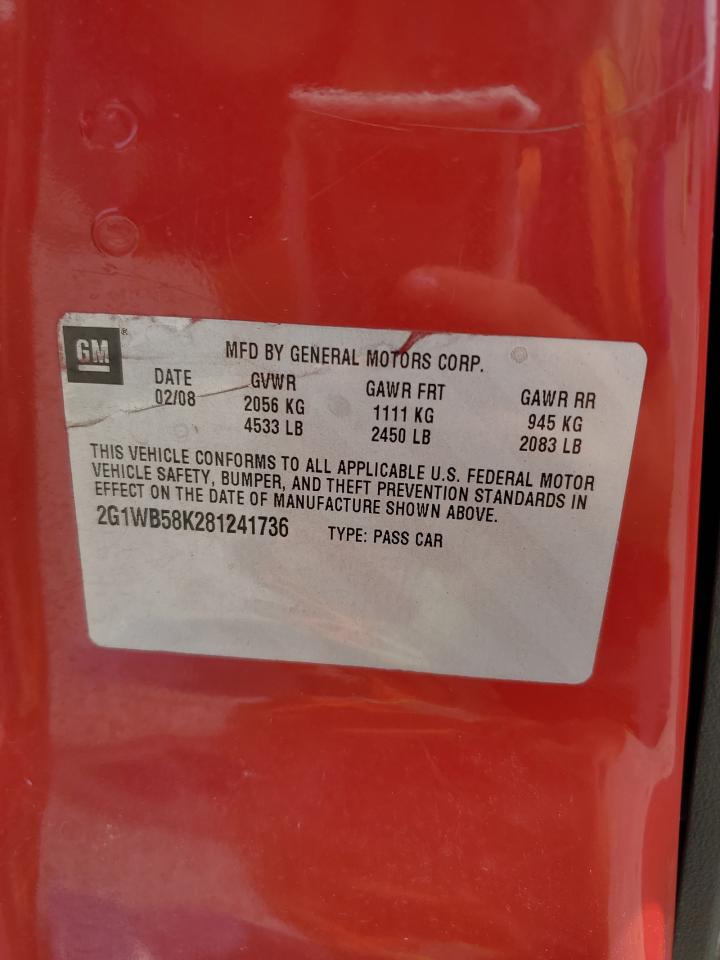 GM®
MFD BY GENERAL MOTORS CORP.
DATE GVWR GAWR FRT GAWR RR
02/08 2056 KG 1111 KG 945 KG
4533 LB 2450 LB 2083 LB
THIS VEHICLE CONFORMS TO ALL APPLICABLE U.S. FEDERAL MOTOR
VEHICLE SAFETY, BUMPER, AND THEFT PREVENTION STANDARDS IN
EFFECT ON THE DATE OF MANUFACTURE SHOWN ABOVE.
2G1WB58K281241736 TYPE: PASS CAR